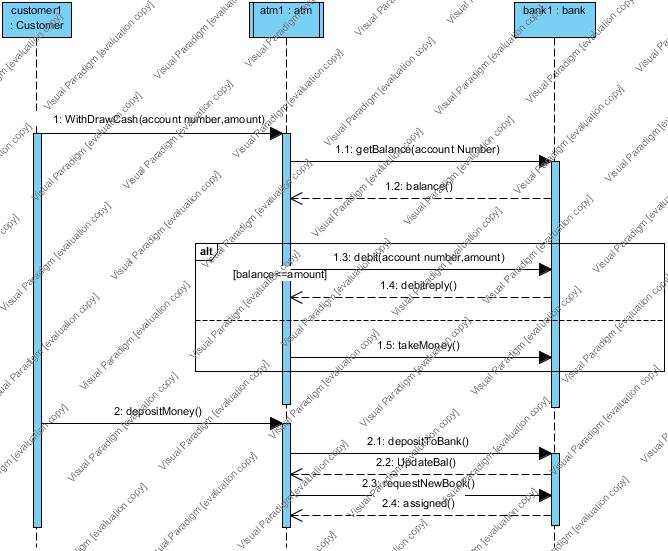 customer1
: Customer
atm1 : atm
bank1 : bank
1: WithDrawCash(account number,amount)
1.1: getBalance(account Number)
1.2: balance()
alt
1.3: debit(account number,amount)
[balance<=amount]
1.4: debitreply()
1.5: takeMoney()
2: depositMoney()
2.1: depositToBank()
2.2: UpdateBal()
2.3: requestNewBook()
2.4: assigned()
Visual Paradigm [evaluation copy]